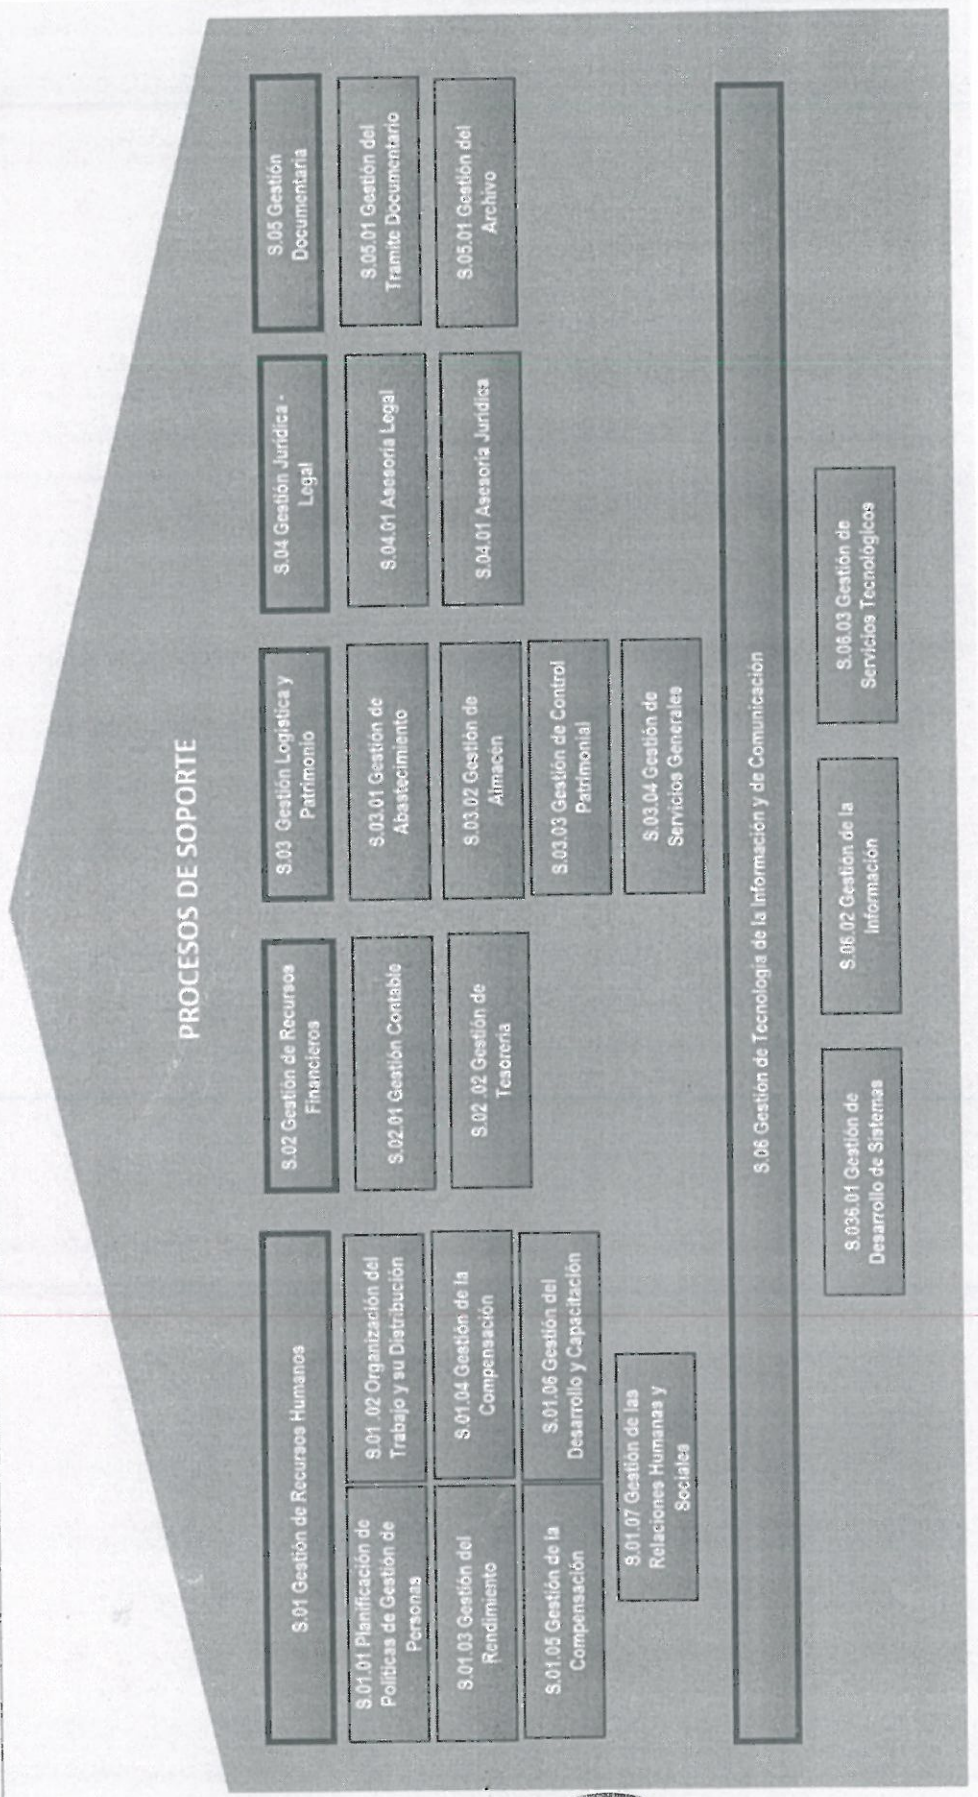 PROCESOS DE SOPORTE
S.01 Gestión de Recursos Humanos
S.01.01 Planificación de
Políticas de Gestión de
Personas
S.01 .02 Organización del
Trabajo y su Distribución
S.01.03 Gestión del
Rendimiento
S.01.04 Gestión de la
Compensación
S.01.05 Gestión de la
Compensación
S.01.06 Gestión del
Desarrollo y Capacitación
S.01.07 Gestión de las
Relaciones Humanas y
Sociales
S.02 Gestión de Recursos
Financieros
S.02.01 Gestión Contable
S.02 .02 Gestión de
Tesorería
S.03 Gestión Logística y
Patrimonio
S.03.01 Gestión de
Abastecimiento
S.03.02 Gestión de
Almacén
S.03.03 Gestión de Control
Patrimonial
S.03.04 Gestión de
Servicios Generales
S.04 Gestión Jurídica -
Legal
S.04.01 Asesoría Legal
S.04.01 Asesoría Jurídica
S.05 Gestión
Documentaria
S.05.01 Gestión del
Tramite Documentario
S.05.01 Gestión del
Archivo
S.06 Gestión de Tecnología de la Información y de Comunicación
S.036.01 Gestión de
Desarrollo de Sistemas
S.06.02 Gestión de la
Información
S.06.03 Gestión de
Servicios Tecnológicos